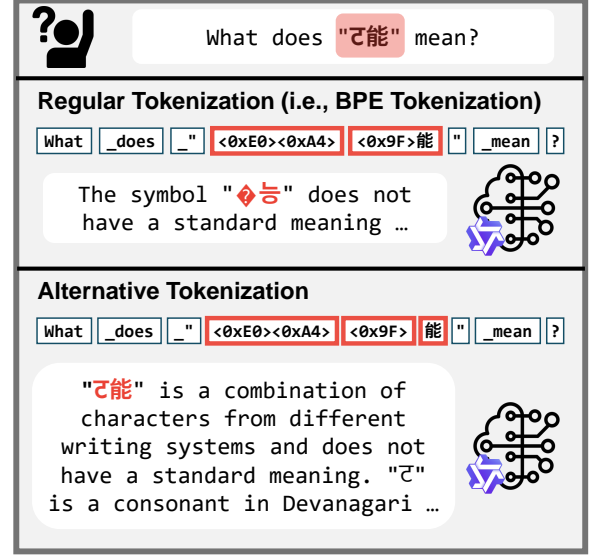 ?
What does "ट能" mean?
Regular Tokenization (i.e., BPE Tokenization)
What _does _" <0xE0><0xA4> <0x9F>能 " _mean ?
The symbol "�능" does not
have a standard meaning …
Alternative Tokenization
What _does _" <0xE0><0xA4> <0x9F> 能 " _mean ?
"ट能" is a combination of
characters from different
writing systems and does not
have a standard meaning. "ट"
is a consonant in Devanagari …